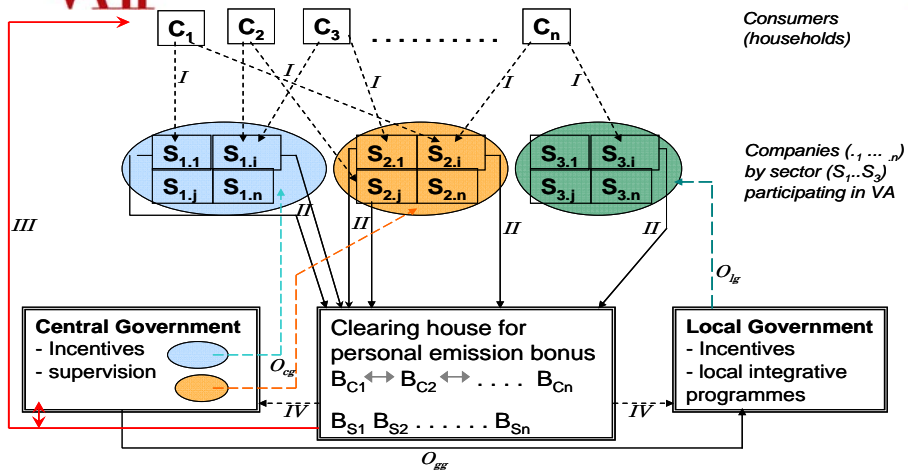 C1 C2 C3 . . . . . . . . . . Cn
Consumers
(households)
I I I I I
S1.1 S1.i
S1.j S1.n
S2.1 S2.i
S2.j S2.n
S3.1 S3.i
S3.j S3.n
Companies (.1 ... .n)
by sector (S1..S3)
participating in VA
III
II II II II
Olg
Central Government
- Incentives
- supervision
Ocg
Clearing house for
personal emission bonus
BC1 BC2 . . . . BCn
BS1 BS2 . . . . . . BSn
Local Government
- Incentives
- local integrative
programmes
IV IV
Ogg